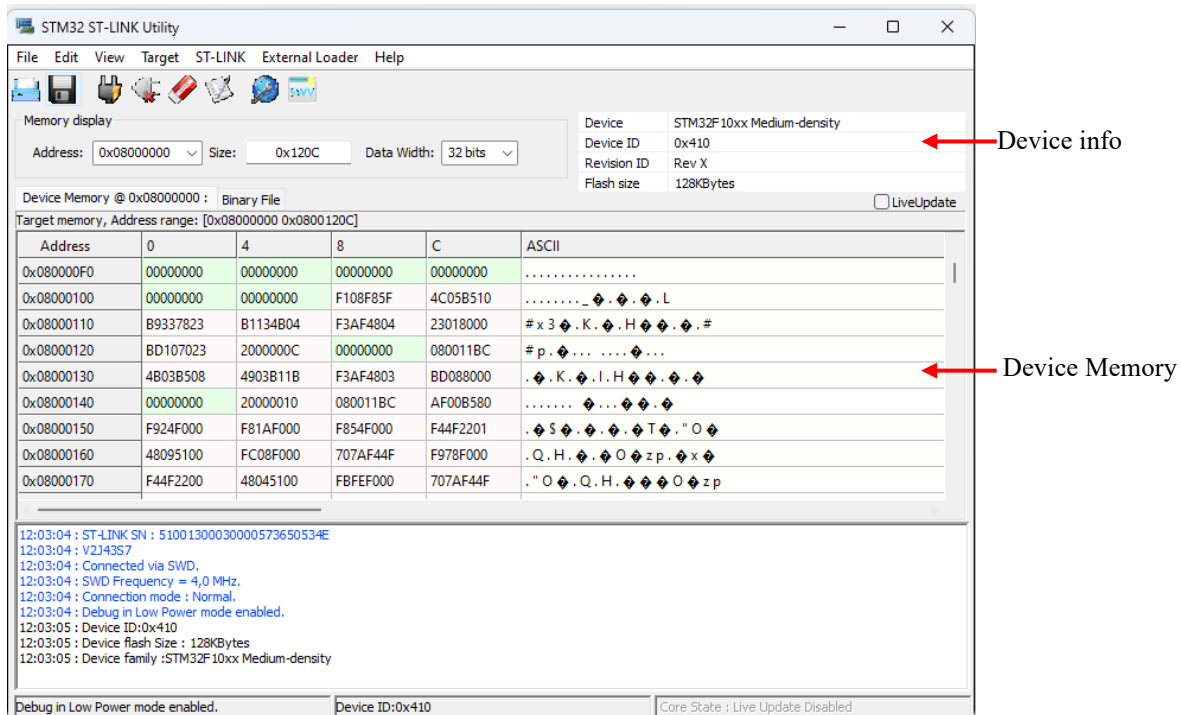 STM32 ST-LINK Utility
File Edit View Target ST-LINK External Loader Help
Memory display
Address: 0x08000000 Size: 0x120C Data Width: 32 bits
Device STM32F10xx Medium-density
Device ID 0x410
Revision ID Rev X
Flash size 128KBytes
Device info
Device Memory @ 0x08000000 : Binary File
LiveUpdate
Target memory, Address range: [0x08000000 0x0800120C]
Address 0 4 8 C ASCII
0x080000F0 00000000 00000000 00000000 00000000 ................
0x08000100 00000000 00000000 F108F85F 4C05B510 ........_�.�.�.L
0x08000110 B9337823 B1134B04 F3AF4804 23018000 #x3�.K.�.H��.�.#
0x08000120 BD107023 2000000C 00000000 080011BC #p.�... ....�...
0x08000130 4B03B508 4903B11B F3AF4803 BD088000 .�.K.�.I.H��.�.�
Device Memory
0x08000140 00000000 20000010 080011BC AF00B580 ....... �...��.�
0x08000150 F924F000 F81AF000 F854F000 F44F2201 .�$�.�.�.�T�."O�
0x08000160 48095100 FC08F000 707AF44F F978F000 .Q.H.�.�O�zp.�x�
0x08000170 F44F2200 48045100 FBFEF000 707AF44F ."O�.Q.H.���O�zp
12:03:04 : ST-LINK SN : 51001300030000573650534E
12:03:04 : V2J43S7
12:03:04 : Connected via SWD.
12:03:04 : SWD Frequency = 4,0 MHz.
12:03:04 : Connection mode : Normal.
12:03:04 : Debug in Low Power mode enabled.
12:03:05 : Device ID:0x410
12:03:05 : Device flash Size : 128KBytes
12:03:05 : Device family :STM32F10xx Medium-density
Debug in Low Power mode enabled. Device ID:0x410 Core State : Live Update Disabled